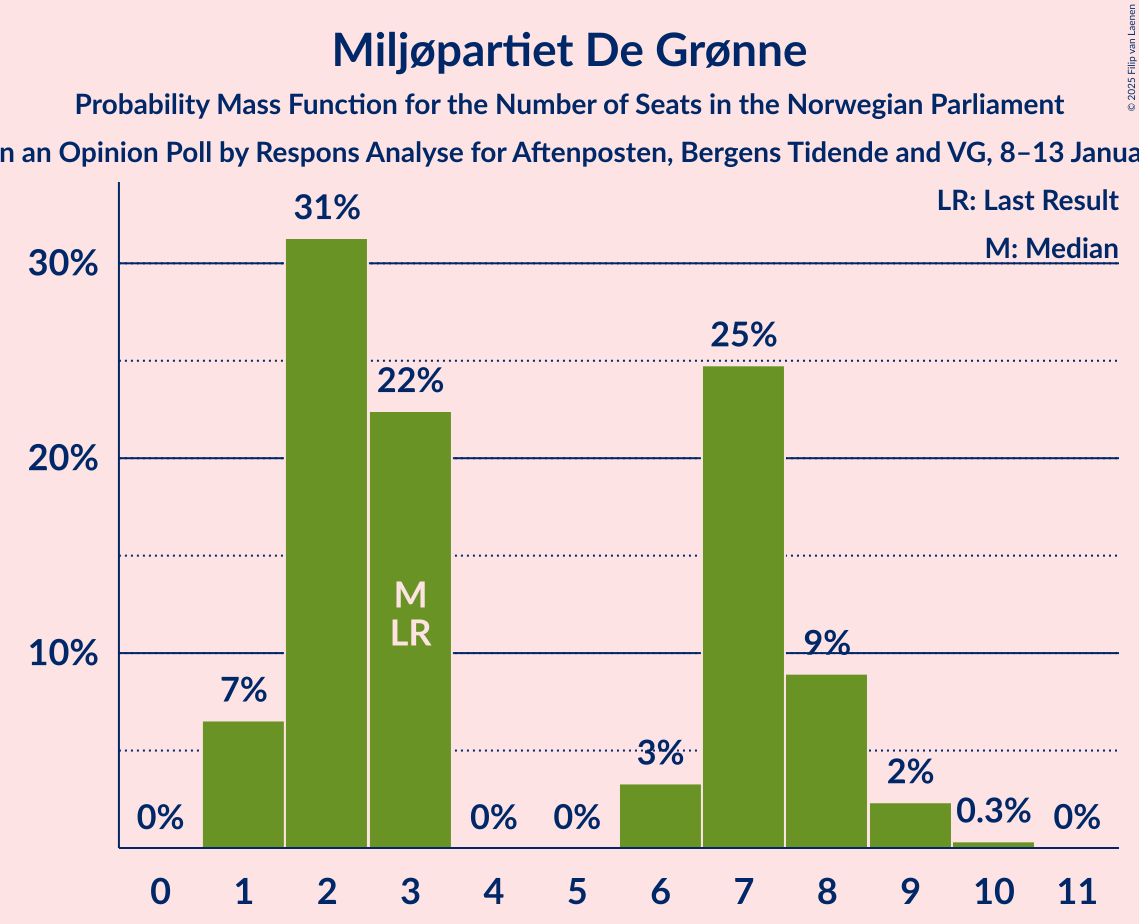 Miljøpartiet De Grønne
Probability Mass Function for the Number of Seats in the Norwegian Parliament
n an Opinion Poll by Respons Analyse for Aftenposten, Bergens Tidende and VG, 8–13 Janua
© 2025 Filip van Laenen
LR: Last Result
M: Median
30%
20%
10%
0%
7%
31%
22%
0%
0%
3%
25%
9%
2%
0.3%
0%
M
LR
0 1 2 3 4 5 6 7 8 9 10 11